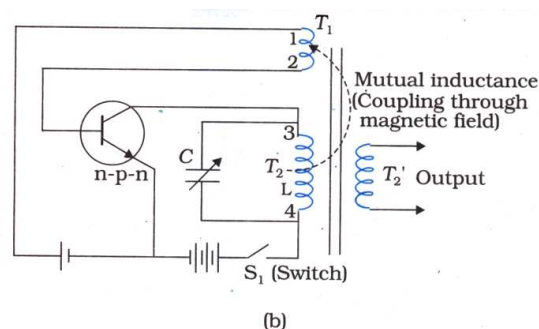 T1
1
2
Mutual inductance
(Coupling through
magnetic field)
3
C
T2
L
n-p-n
T2' Output
4
S1 (Switch)
(b)